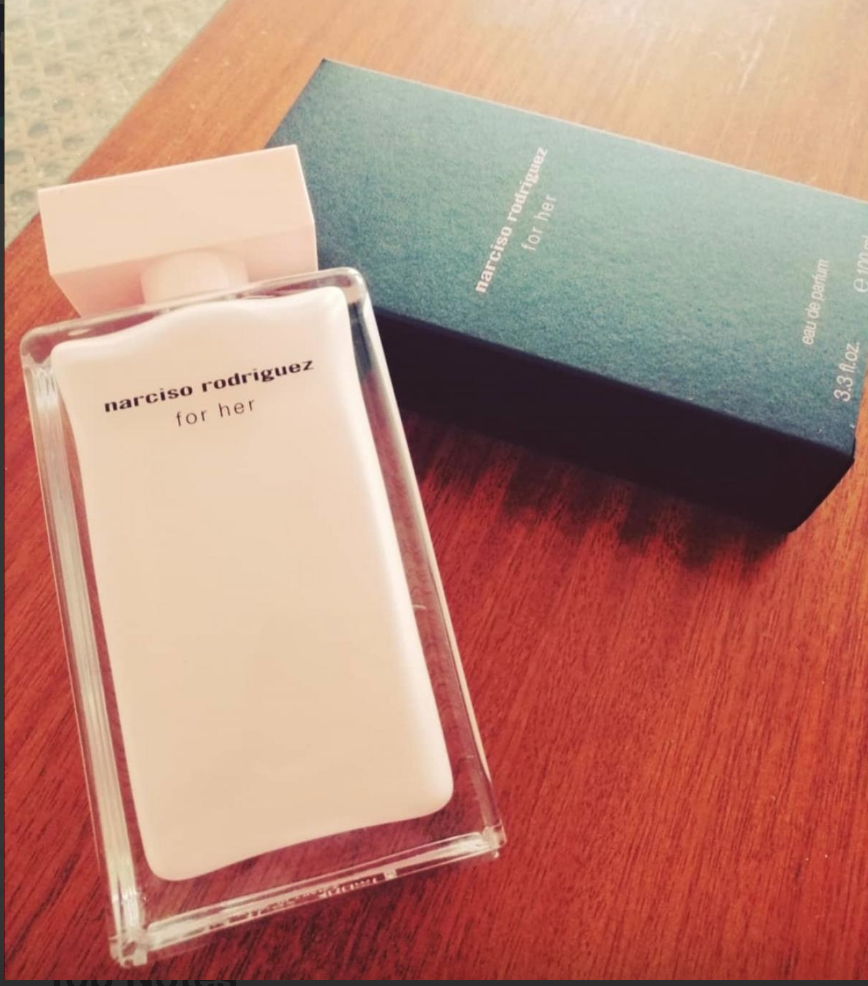 narciso rodriguez
for her
narciso rodriguez
for her
eau de parfum
3.3 fl.oz.